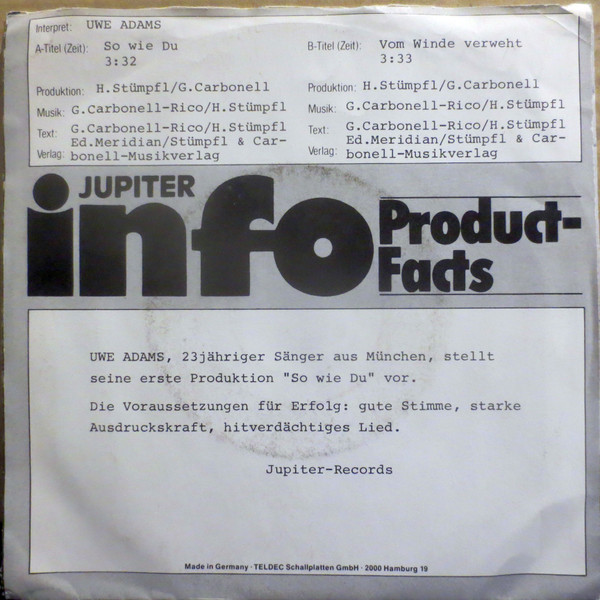 Interpret: UWE ADAMS
A-Titel (Zeit): So wie Du
3:32
Produktion: H.Stümpfl/G.Carbonell
Musik: G.Carbonell-Rico/H.Stümpfl
Text: G.Carbonell-Rico/H.Stümpfl
Ed.Meridian/Stümpfl & Car-
Verlag: bonell-Musikverlag
B-Titel (Zeit): Vom Winde verweht
3:33
Produktion: H.Stümpfl/G.Carbonell
Musik: G.Carbonell-Rico/H.Stümpfl
Text: G.Carbonell-Rico/H.Stümpfl
Ed.Meridian/Stümpfl & Car-
Verlag: bonell-Musikverlag
JUPITER
info
Product-
Facts
UWE ADAMS, 23jähriger Sänger aus München, stellt
seine erste Produktion "So wie Du" vor.
Die Voraussetzungen für Erfolg: gute Stimme, starke
Ausdruckskraft, hitverdächtiges Lied.
Jupiter-Records
Made in Germany · TELDEC Schallplatten GmbH · 2000 Hamburg 19